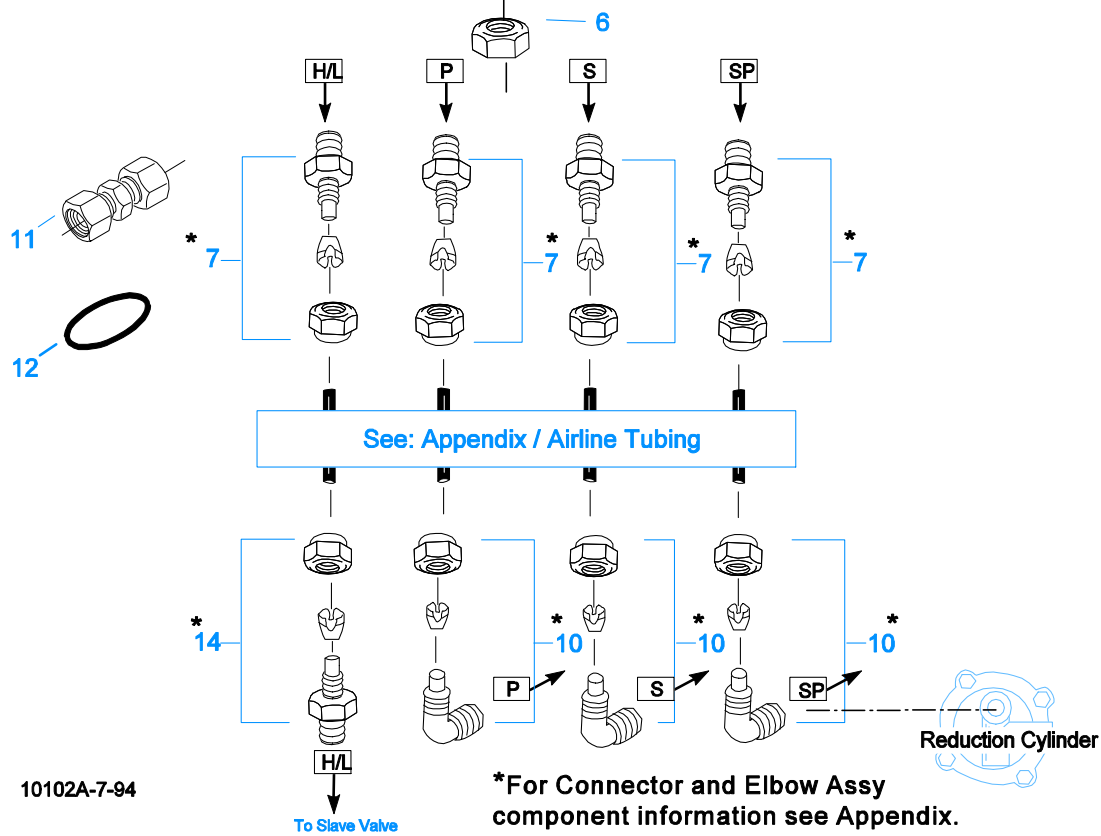 6
H/L
P
S
SP
11
* 7
* 7
* 7
* 7
12
See: Appendix / Airline Tubing
* 14
* 10
* 10
* 10
P
S
SP
Reduction Cylinder
H/L
10102A-7-94
*For Connector and Elbow Assy
component information see Appendix.
To Slave Valve